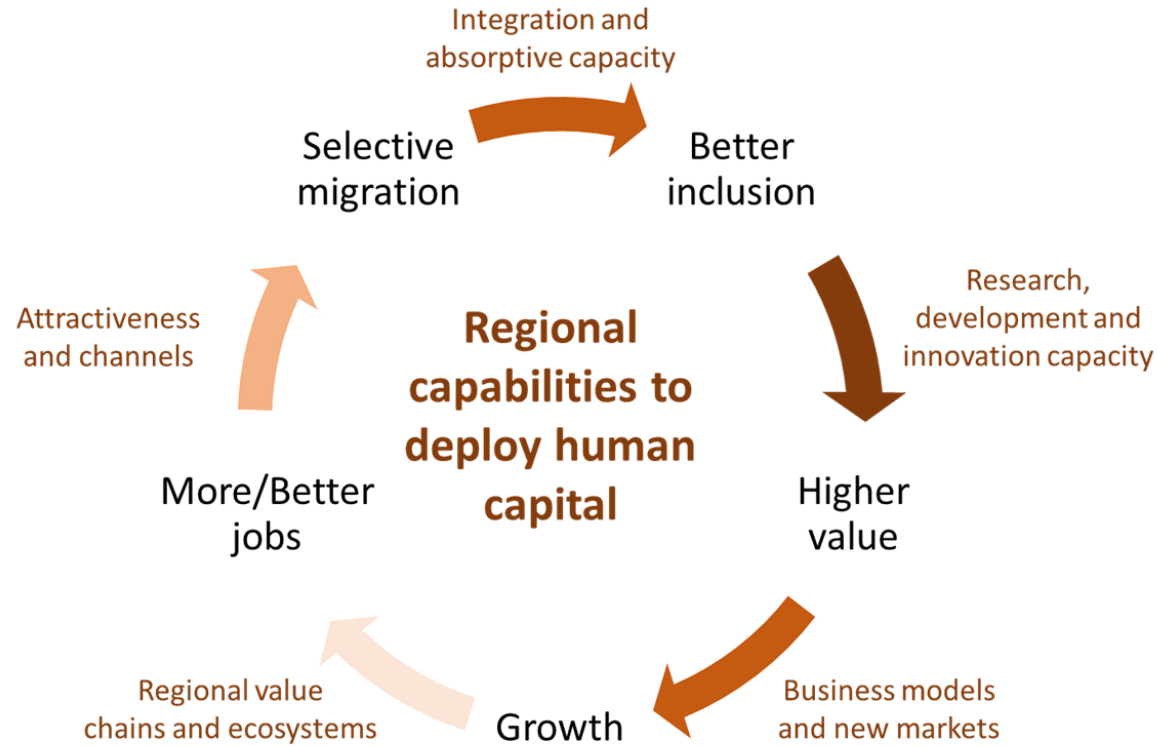 Integration and
absorptive capacity
Selective
migration
Better
inclusion
Attractiveness
and channels
Regional
capabilities to
deploy human
capital
Research,
development and
innovation capacity
More/Better
jobs
Higher
value
Regional value
chains and ecosystems
Growth
Business models
and new markets